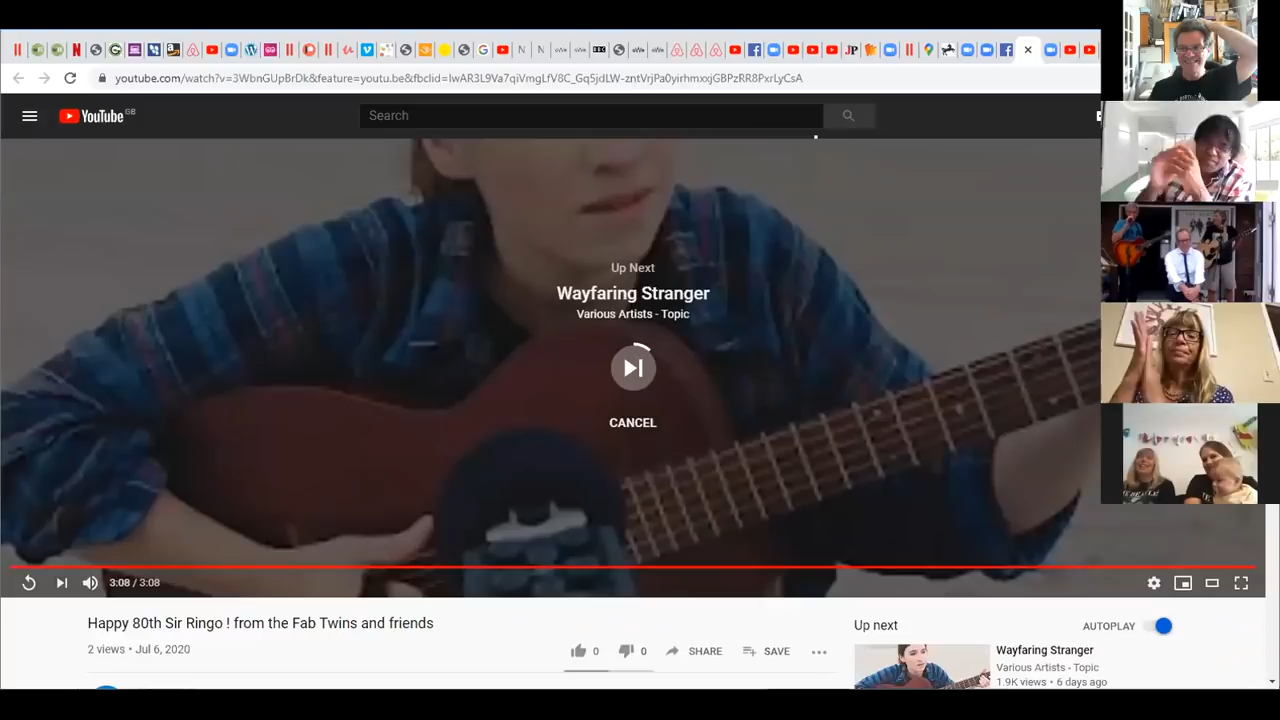 youtube.com/watch?v=3WbnGUpBrDk&feature=youtu.be&fbclid=IwAR3L9Va7qiVmgLfV8C_Gq5jdLW-zntVrjPa0yirhmxxjGBPzRR8PxrLyCsA
YouTube GB
Search
Up Next
Wayfaring Stranger
Various Artists - Topic
CANCEL
3:08 / 3:08
Happy 80th Sir Ringo ! from the Fab Twins and friends
2 views • Jul 6, 2020
0
0
SHARE
SAVE
Up next
AUTOPLAY
Wayfaring Stranger
Various Artists - Topic
1.9K views • 6 days ago